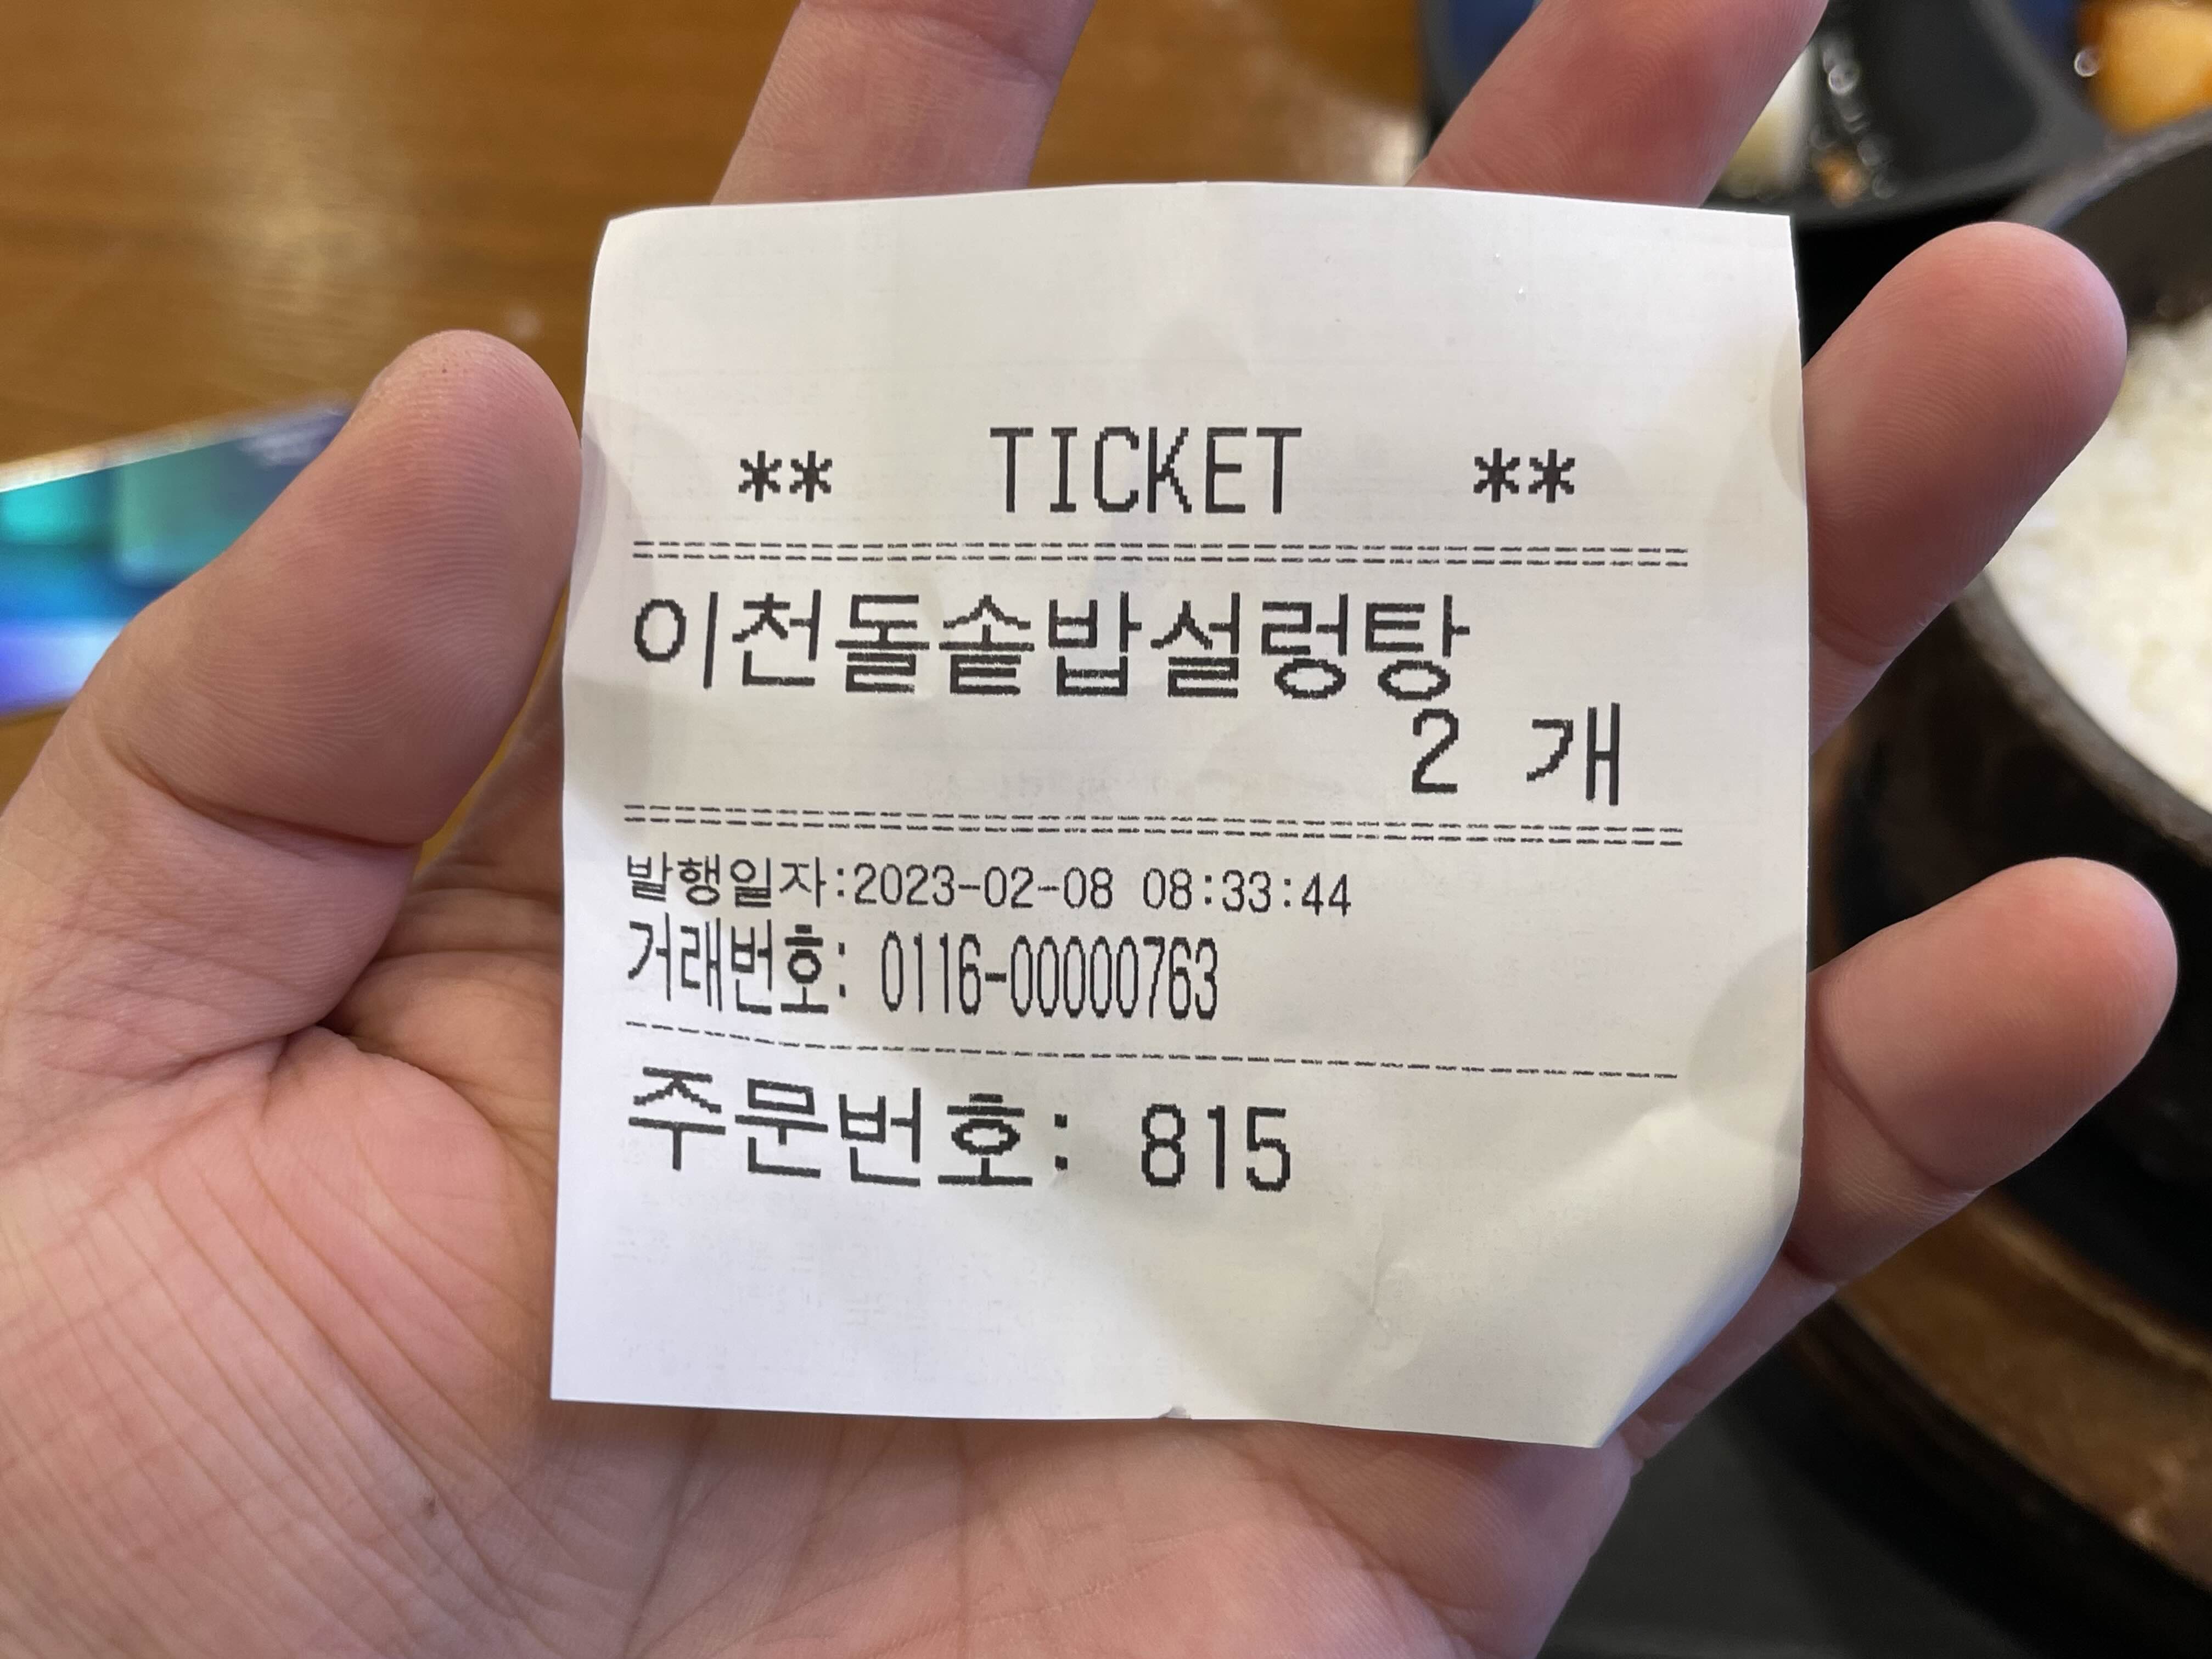 ** TICKET **
이천돌솥밥설렁탕
2 개
발행일자:2023-02-08 08:33:44
거래번호: 0116-00000763
주문번호: 815